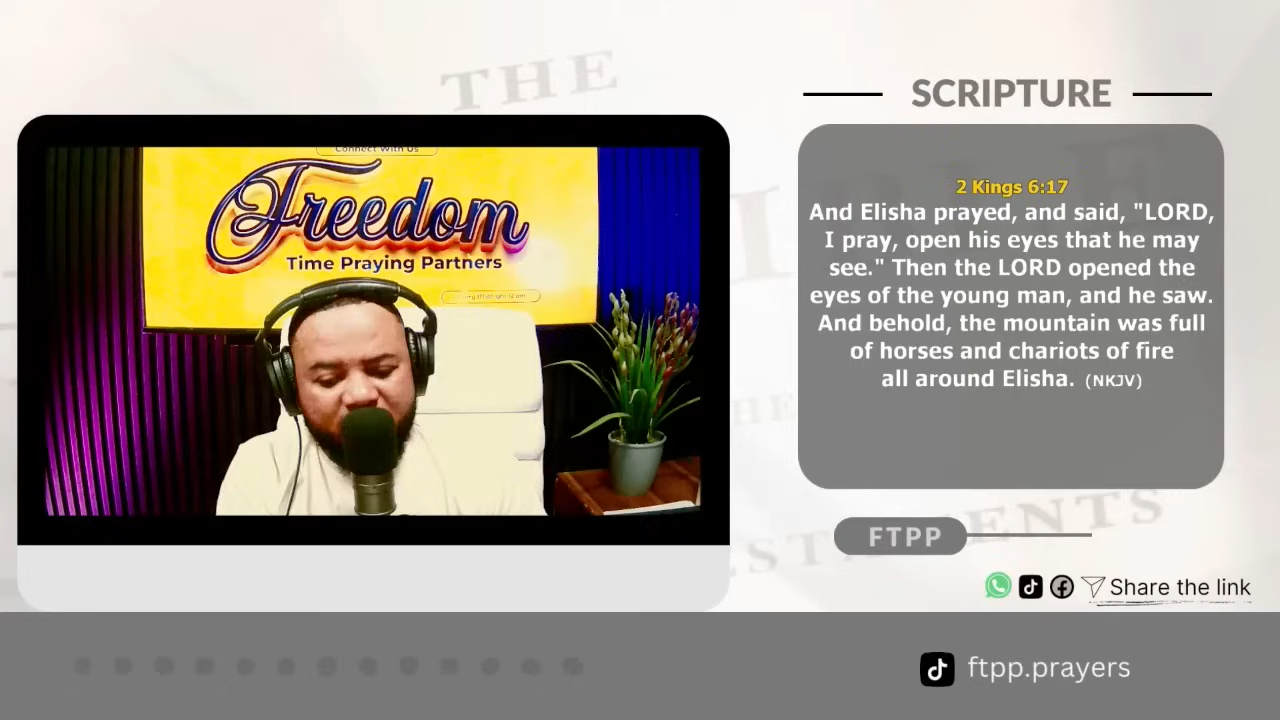 THE
SCRIPTURE
Connect With Us
Freedom
Time Praying Partners
2 Kings 6:17
And Elisha prayed, and said, "LORD,
I pray, open his eyes that he may
see." Then the LORD opened the
eyes of the young man, and he saw.
And behold, the mountain was full
of horses and chariots of fire
all around Elisha. (NKJV)
FTPP
Share the link
ftpp.prayers